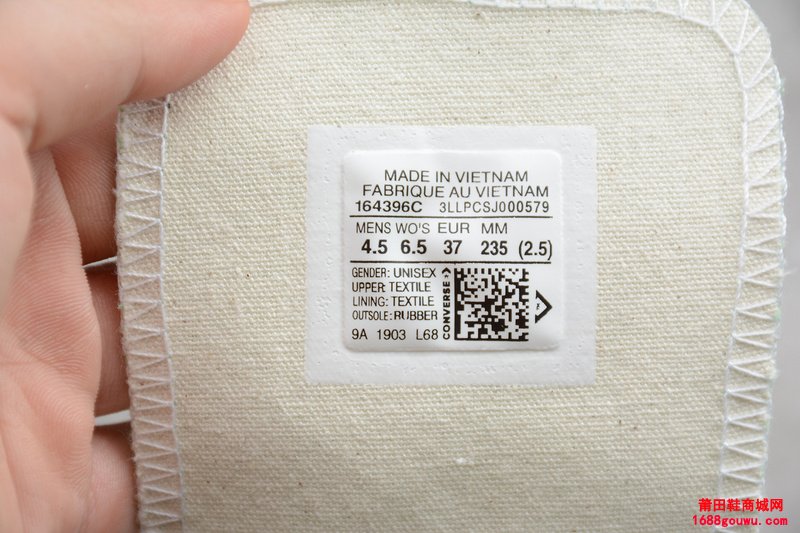 MADE IN VIETNAM
FABRIQUE AU VIETNAM
164396C 3LLPCSJ000579
MENS WO'S EUR MM
4.5 6.5 37 235 (2.5)
GENDER: UNISEX
UPPER: TEXTILE
LINING: TEXTILE
OUTSOLE: RUBBER
9A 1903 L68
CONVERSE
莆田鞋商城网
1688gouwu.com